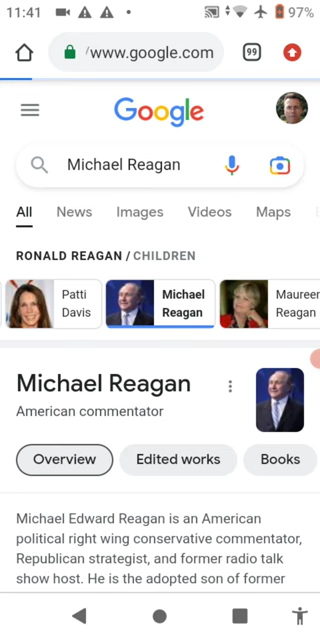 11:41
97%
/www.google.com
99
Google
Michael Reagan
All News Images Videos Maps
RONALD REAGAN / CHILDREN
Patti
Davis
Michael
Reagan
Maureen
Reagan
Michael Reagan
American commentator
Overview
Edited works
Books
Michael Edward Reagan is an American
political right wing conservative commentator,
Republican strategist, and former radio talk
show host. He is the adopted son of former